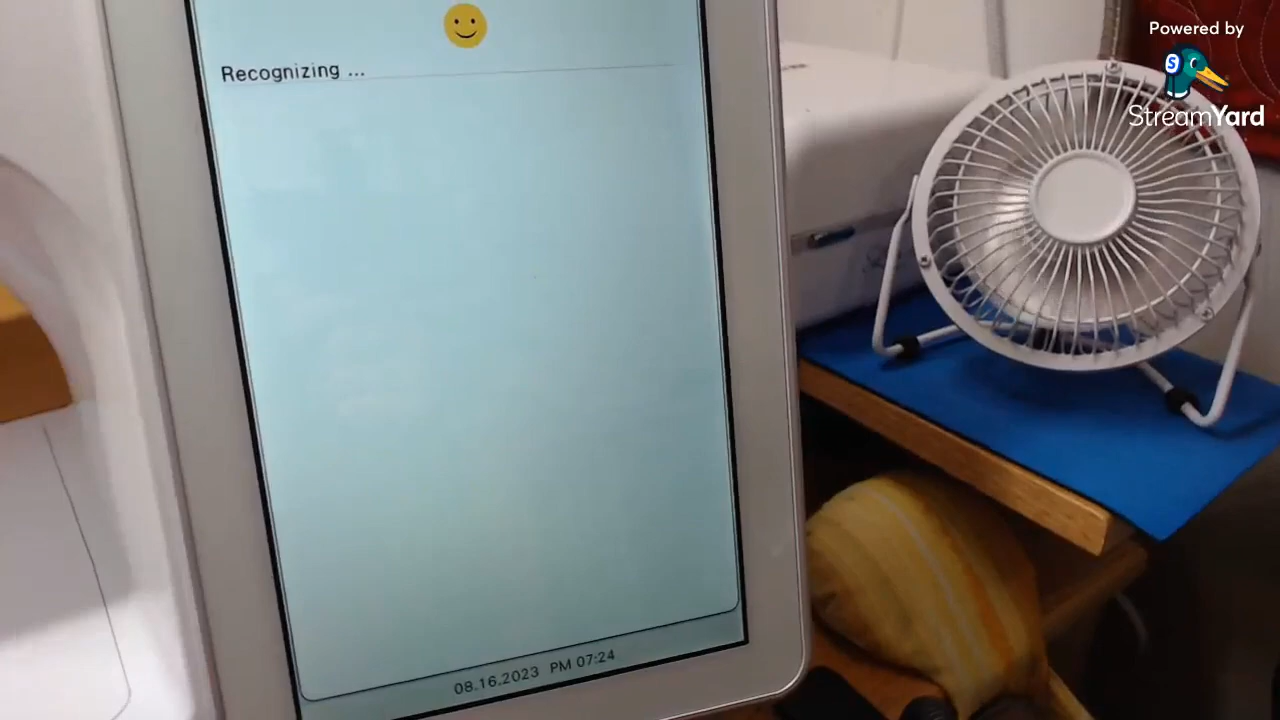 Powered by
S
StreamYard
Recognizing ...
08.16.2023 PM 07:24